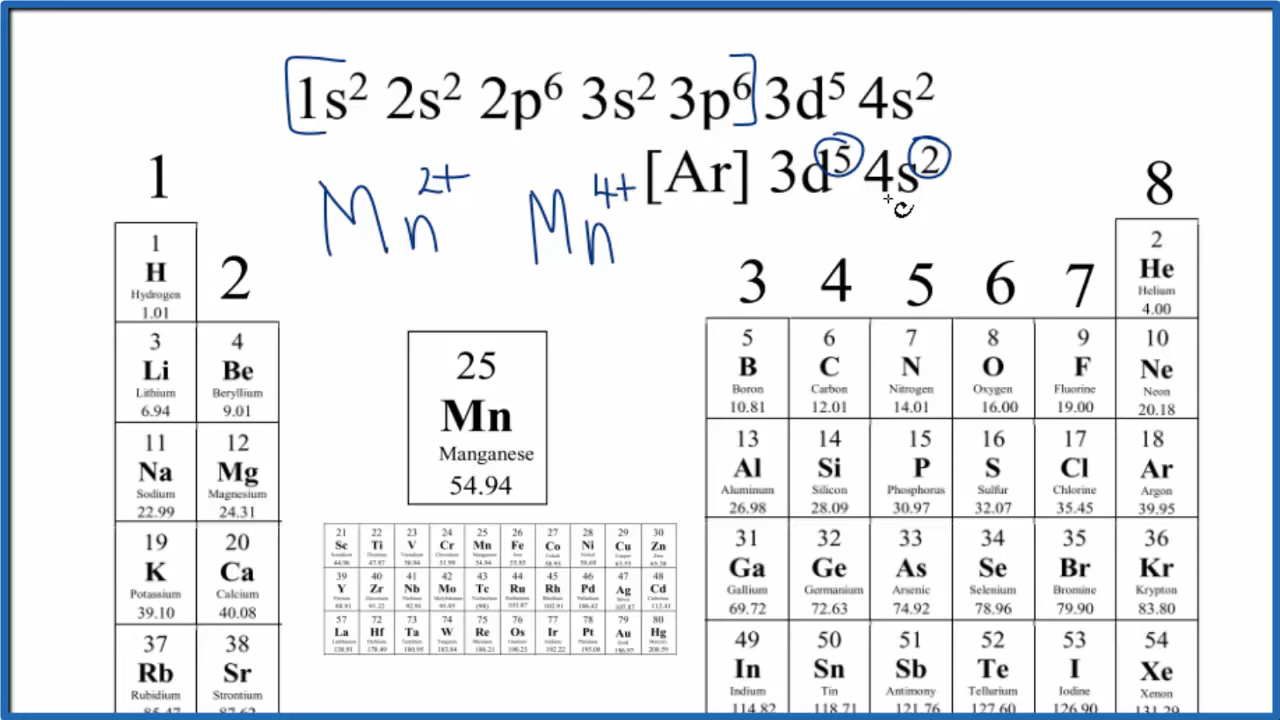 1s² 2s² 2p⁶ 3s² 3p⁶ 3d⁵ 4s²
[Ar] 3d⁵ 4s²
Mn²⁺ Mn⁴⁺
1 8
2 3 4 5 6 7
1 2
H He
Hydrogen Helium
1.01 4.00
3 4 5 6 7 8 9 10
Li Be B C N O F Ne
Lithium Beryllium Boron Carbon Nitrogen Oxygen Fluorine Neon
6.94 9.01 10.81 12.01 14.01 16.00 19.00 20.18
25
Mn
Manganese
54.94
11 12 13 14 15 16 17 18
Na Mg Al Si P S Cl Ar
Sodium Magnesium Aluminum Silicon Phosphorus Sulfur Chlorine Argon
22.99 24.31 26.98 28.09 30.97 32.07 35.45 39.95
21 22 23 24 25 26 27 28 29 30
Sc Ti V Cr Mn Fe Co Ni Cu Zn
39 40 41 42 43 44 45 46 47 48
Y Zr Nb Mo Tc Ru Rh Pd Ag Cd
57 72 73 74 75 76 77 78 79 80
La Hf Ta W Re Os Ir Pt Au Hg
19 20 31 32 33 34 35 36
K Ca Ga Ge As Se Br Kr
Potassium Calcium Gallium Germanium Arsenic Selenium Bromine Krypton
39.10 40.08 69.72 72.63 74.92 78.96 79.90 83.80
37 38 49 50 51 52 53 54
Rb Sr In Sn Sb Te I Xe
Rubidium Strontium Indium Tin Antimony Tellurium Iodine Xenon
85.47 87.62 114.82 118.71 121.76 127.60 126.90 131.29